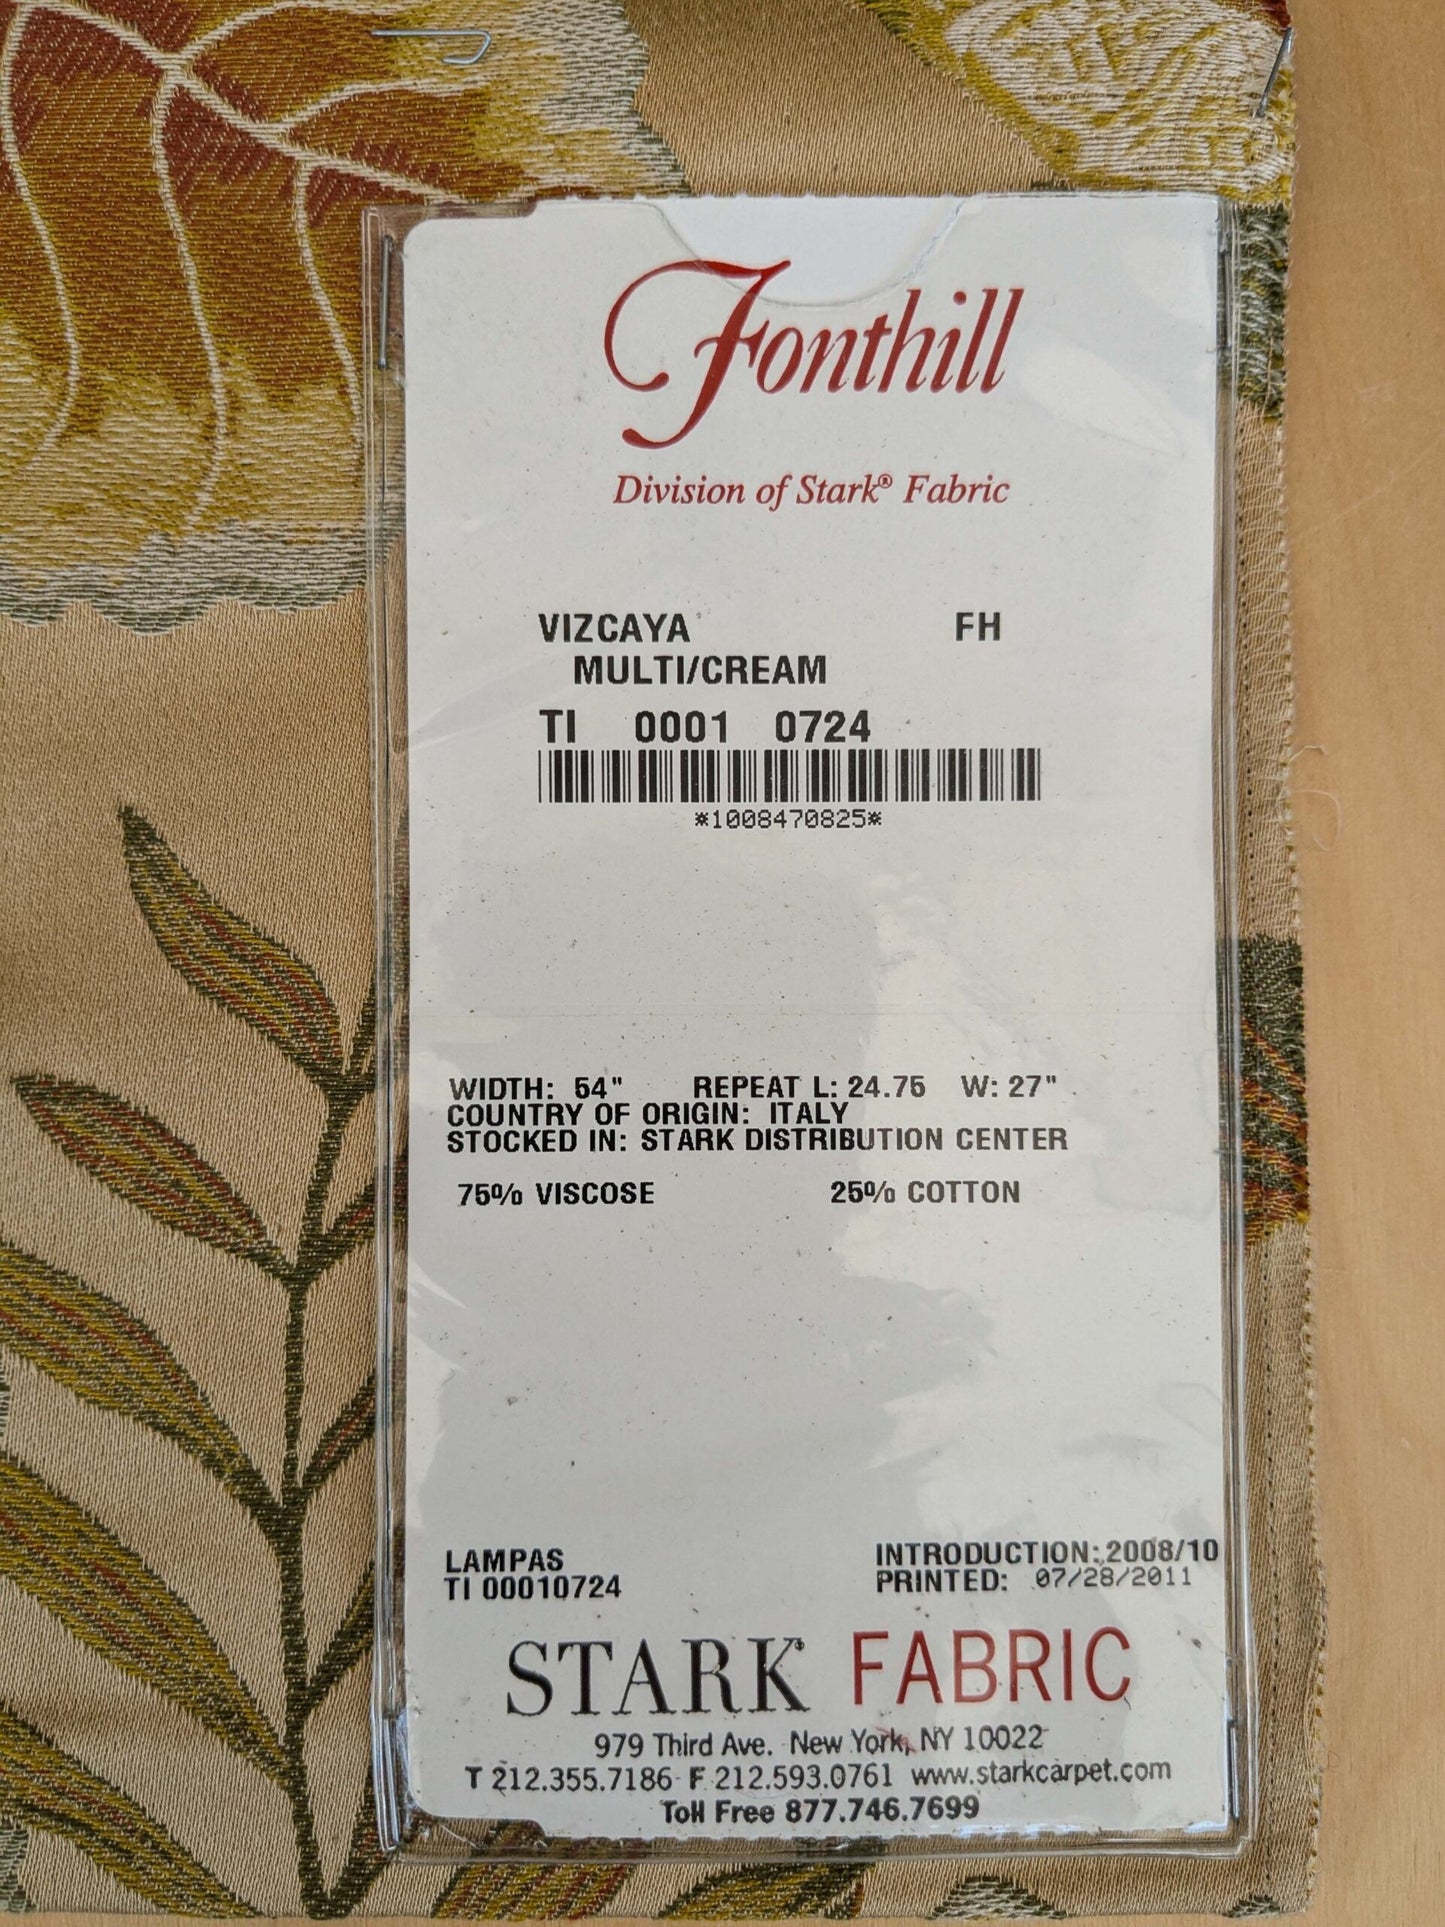 Fonthill
Division of Stark® Fabric
VIZCAYA FH
MULTI/CREAM
TI 0001 0724
*1008470825*
WIDTH: 54" REPEAT L: 24.75 W: 27"
COUNTRY OF ORIGIN: ITALY
STOCKED IN: STARK DISTRIBUTION CENTER
75% VISCOSE 25% COTTON
LAMPAS INTRODUCTION: 2008/10
TI 00010724 PRINTED: 07/28/2011
STARK® FABRIC
979 Third Ave. New York, NY 10022
T 212.355.7186 F 212.593.0761 www.starkcarpet.com
Toll Free 877.746.7699